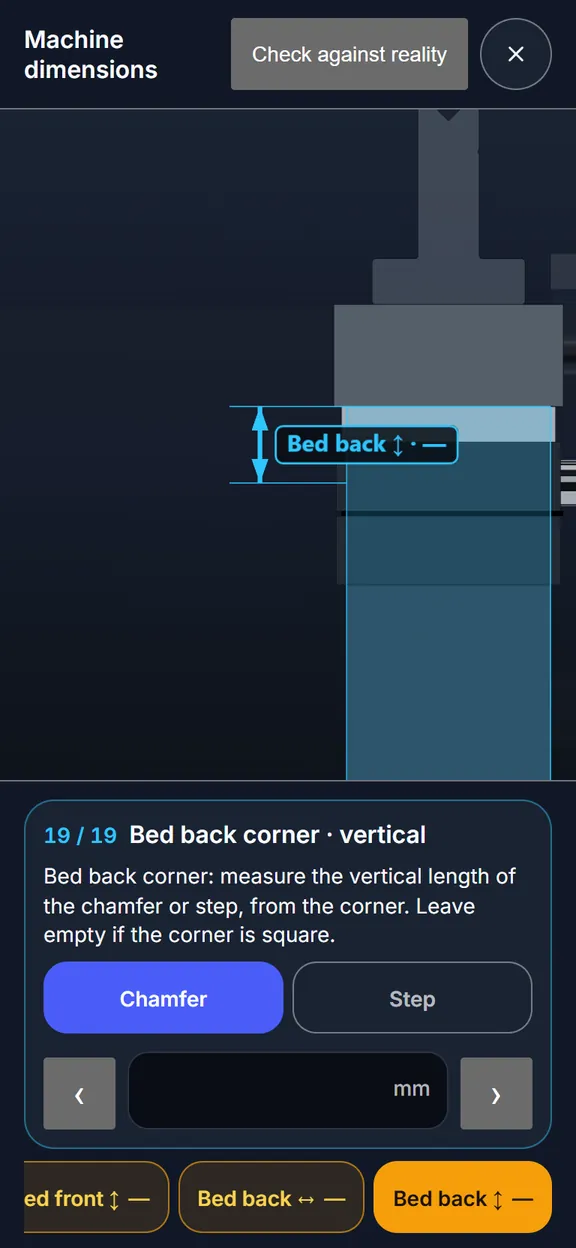 Machine
dimensions
Check against reality
×
Bed back ↕ · —
19 / 19 Bed back corner · vertical
Bed back corner: measure the vertical length of
the chamfer or step, from the corner. Leave
empty if the corner is square.
Chamfer
Step
‹
mm
›
ed front ↕ —
Bed back ↔ —
Bed back ↕ —